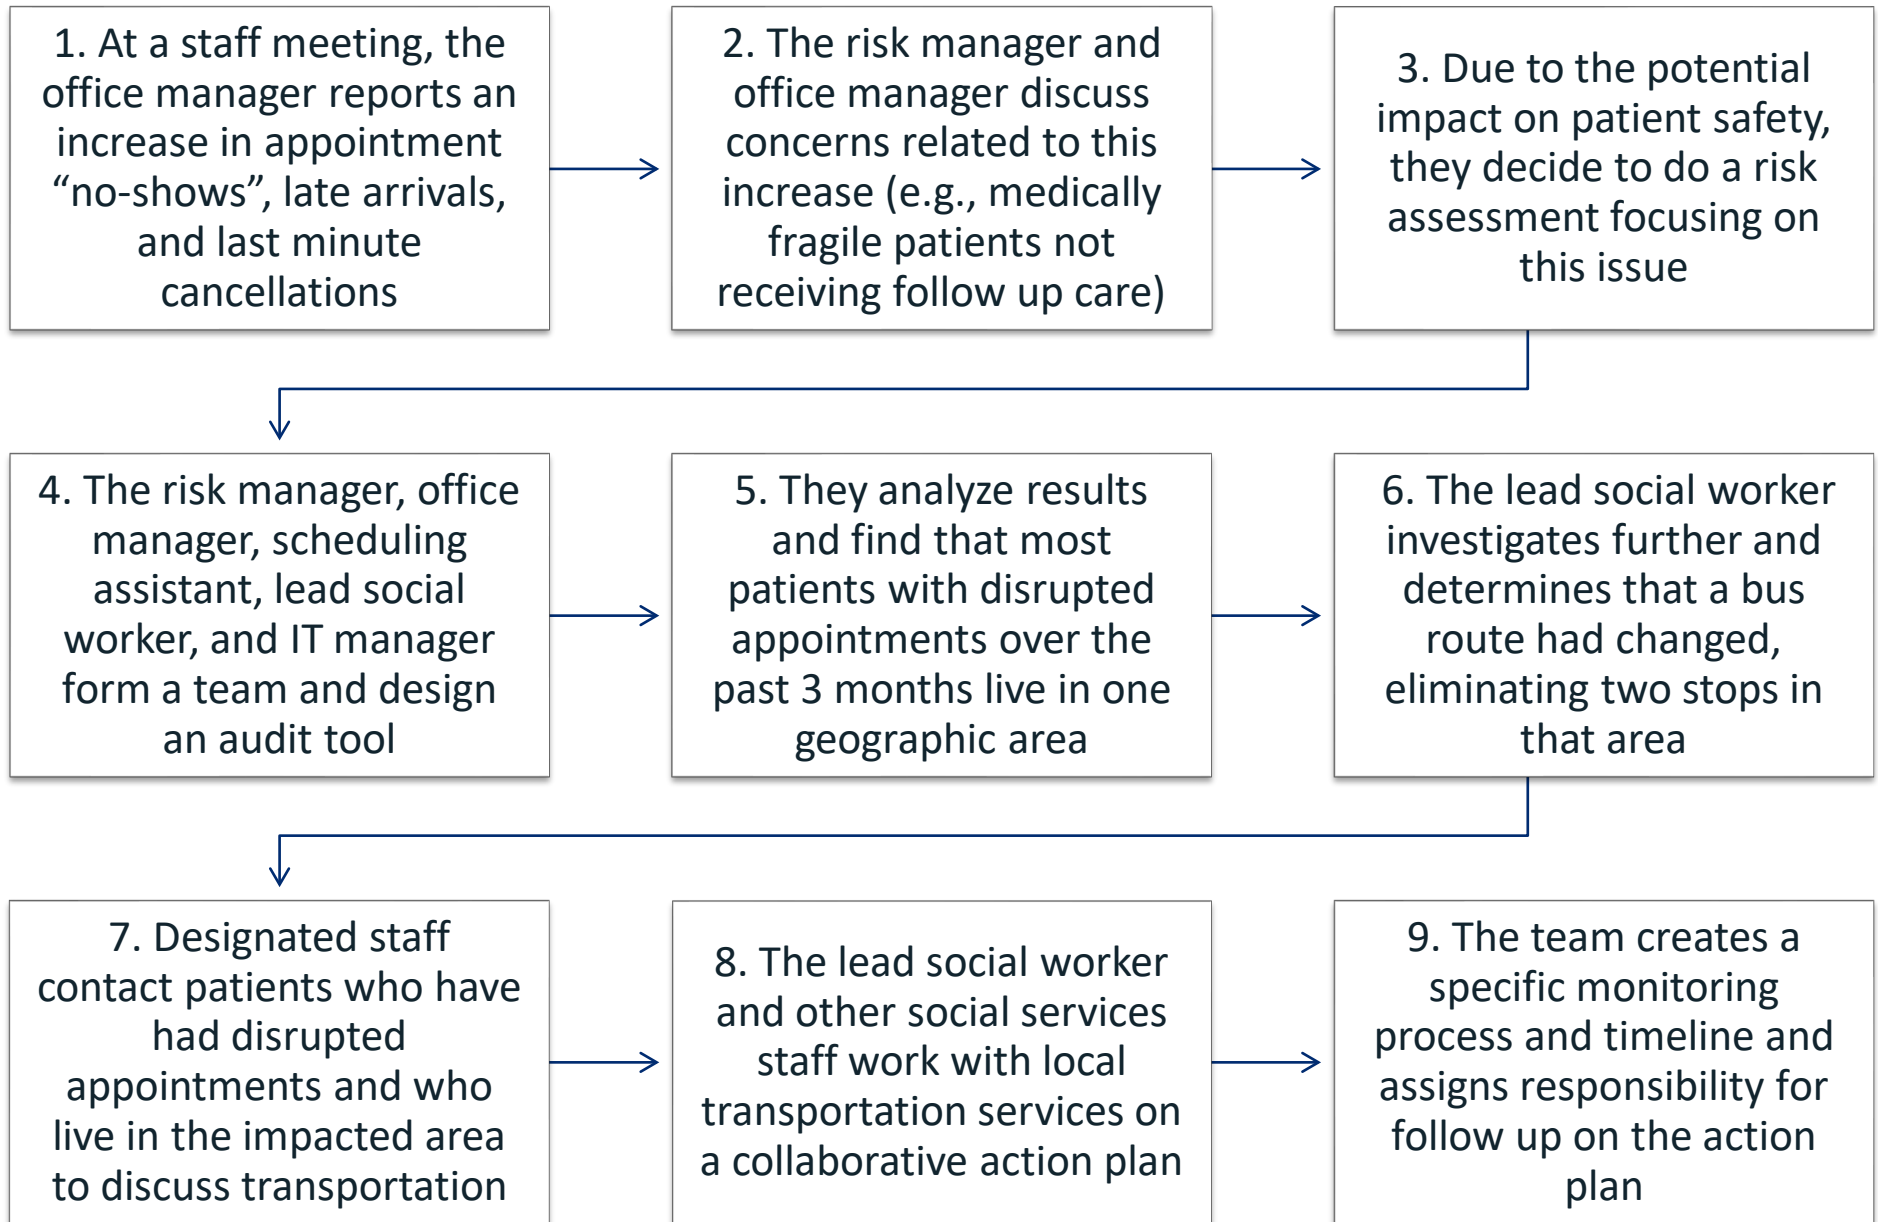 1. At a staff meeting, the
office manager reports an
increase in appointment
“no-shows”, late arrivals,
and last minute
cancellations
2. The risk manager and
office manager discuss
concerns related to this
increase (e.g., medically
fragile patients not
receiving follow up care)
3. Due to the potential
impact on patient safety,
they decide to do a risk
assessment focusing on
this issue
4. The risk manager, office
manager, scheduling
assistant, lead social
worker, and IT manager
form a team and design
an audit tool
5. They analyze results
and find that most
patients with disrupted
appointments over the
past 3 months live in one
geographic area
6. The lead social worker
investigates further and
determines that a bus
route had changed,
eliminating two stops in
that area
7. Designated staff
contact patients who have
had disrupted
appointments and who
live in the impacted area
to discuss transportation
8. The lead social worker
and other social services
staff work with local
transportation services on
a collaborative action plan
9. The team creates a
specific monitoring
process and timeline and
assigns responsibility for
follow up on the action
plan